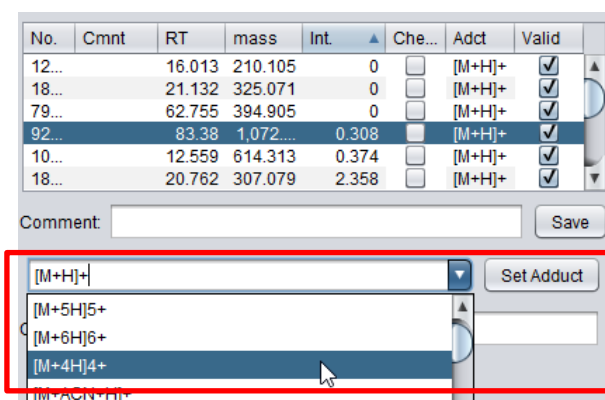 No. Cmnt RT mass Int. Che... Adct Valid
12... 16.013 210.105 0 [M+H]+
18... 21.132 325.071 0 [M+H]+
79... 62.755 394.905 0 [M+H]+
92... 83.38 1,072.... 0.308 [M+H]+
10... 12.559 614.313 0.374 [M+H]+
18... 20.762 307.079 2.358 [M+H]+
Comment: Save
[M+H]+ Set Adduct
[M+5H]5+
[M+6H]6+
[M+4H]4+
[M+ACN+H]+